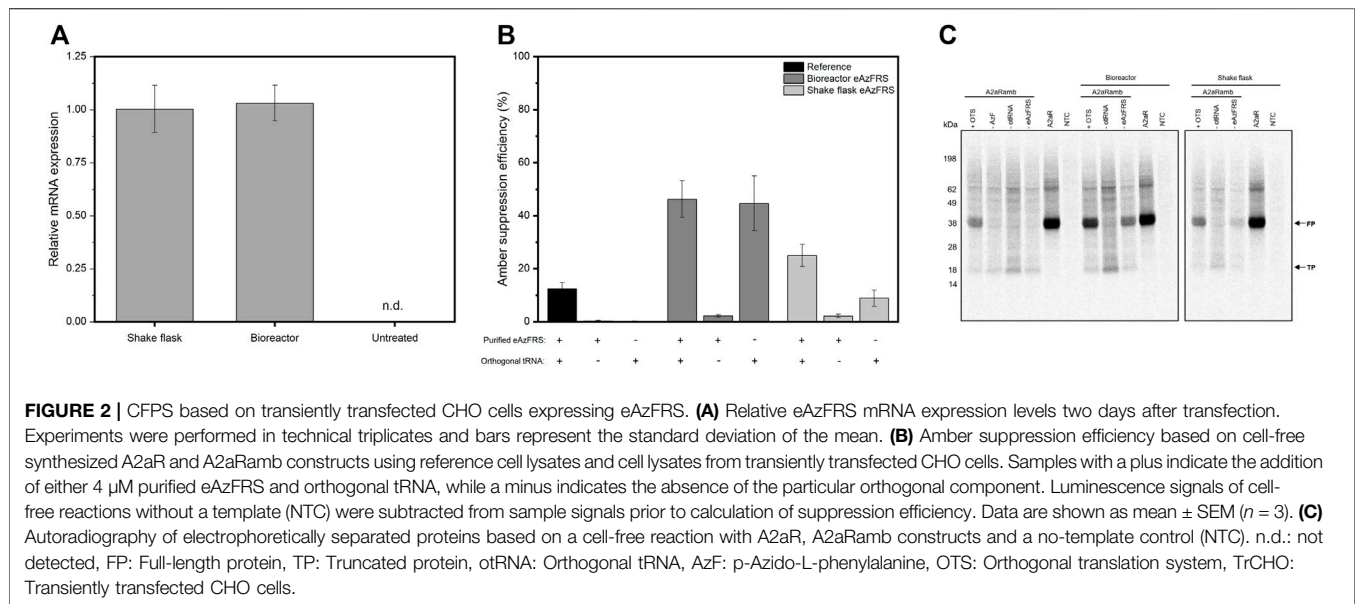 A
1.25
1.00
0.75
0.50
0.25
0.00
Relative mRNA expression
n.d.
Shake flask
Bioreactor
Untreated
B
100
80
60
40
20
0
Amber suppression efficiency (%)
Reference
Bioreactor eAzFRS
Shake flask eAzFRS
Purified eAzFRS: + + - + + - + + -
Orthogonal tRNA: + - + + - + + - +
C
Bioreactor
Shake flask
A2aRamb
A2aRamb
A2aRamb
kDa
+ OTS
- AzF
- otRNA
- eAzFRS
A2aR
NTC
+ OTS
- otRNA
- eAzFRS
A2aR
NTC
+ OTS
- otRNA
- eAzFRS
A2aR
NTC
198
62
49
38
28
18
14
FP
TP
FIGURE 2 | CFPS based on transiently transfected CHO cells expressing eAzFRS. (A) Relative eAzFRS mRNA expression levels two days after transfection.
Experiments were performed in technical triplicates and bars represent the standard deviation of the mean. (B) Amber suppression efficiency based on cell-free
synthesized A2aR and A2aRamb constructs using reference cell lysates and cell lysates from transiently transfected CHO cells. Samples with a plus indicate the addition
of either 4 µM purified eAzFRS and orthogonal tRNA, while a minus indicates the absence of the particular orthogonal component. Luminescence signals of cell-
free reactions without a template (NTC) were subtracted from sample signals prior to calculation of suppression efficiency. Data are shown as mean ± SEM (n = 3). (C)
Autoradiography of electrophoretically separated proteins based on a cell-free reaction with A2aR, A2aRamb constructs and a no-template control (NTC). n.d.: not
detected, FP: Full-length protein, TP: Truncated protein, otRNA: Orthogonal tRNA, AzF: p-Azido-L-phenylalanine, OTS: Orthogonal translation system, TrCHO:
Transiently transfected CHO cells.